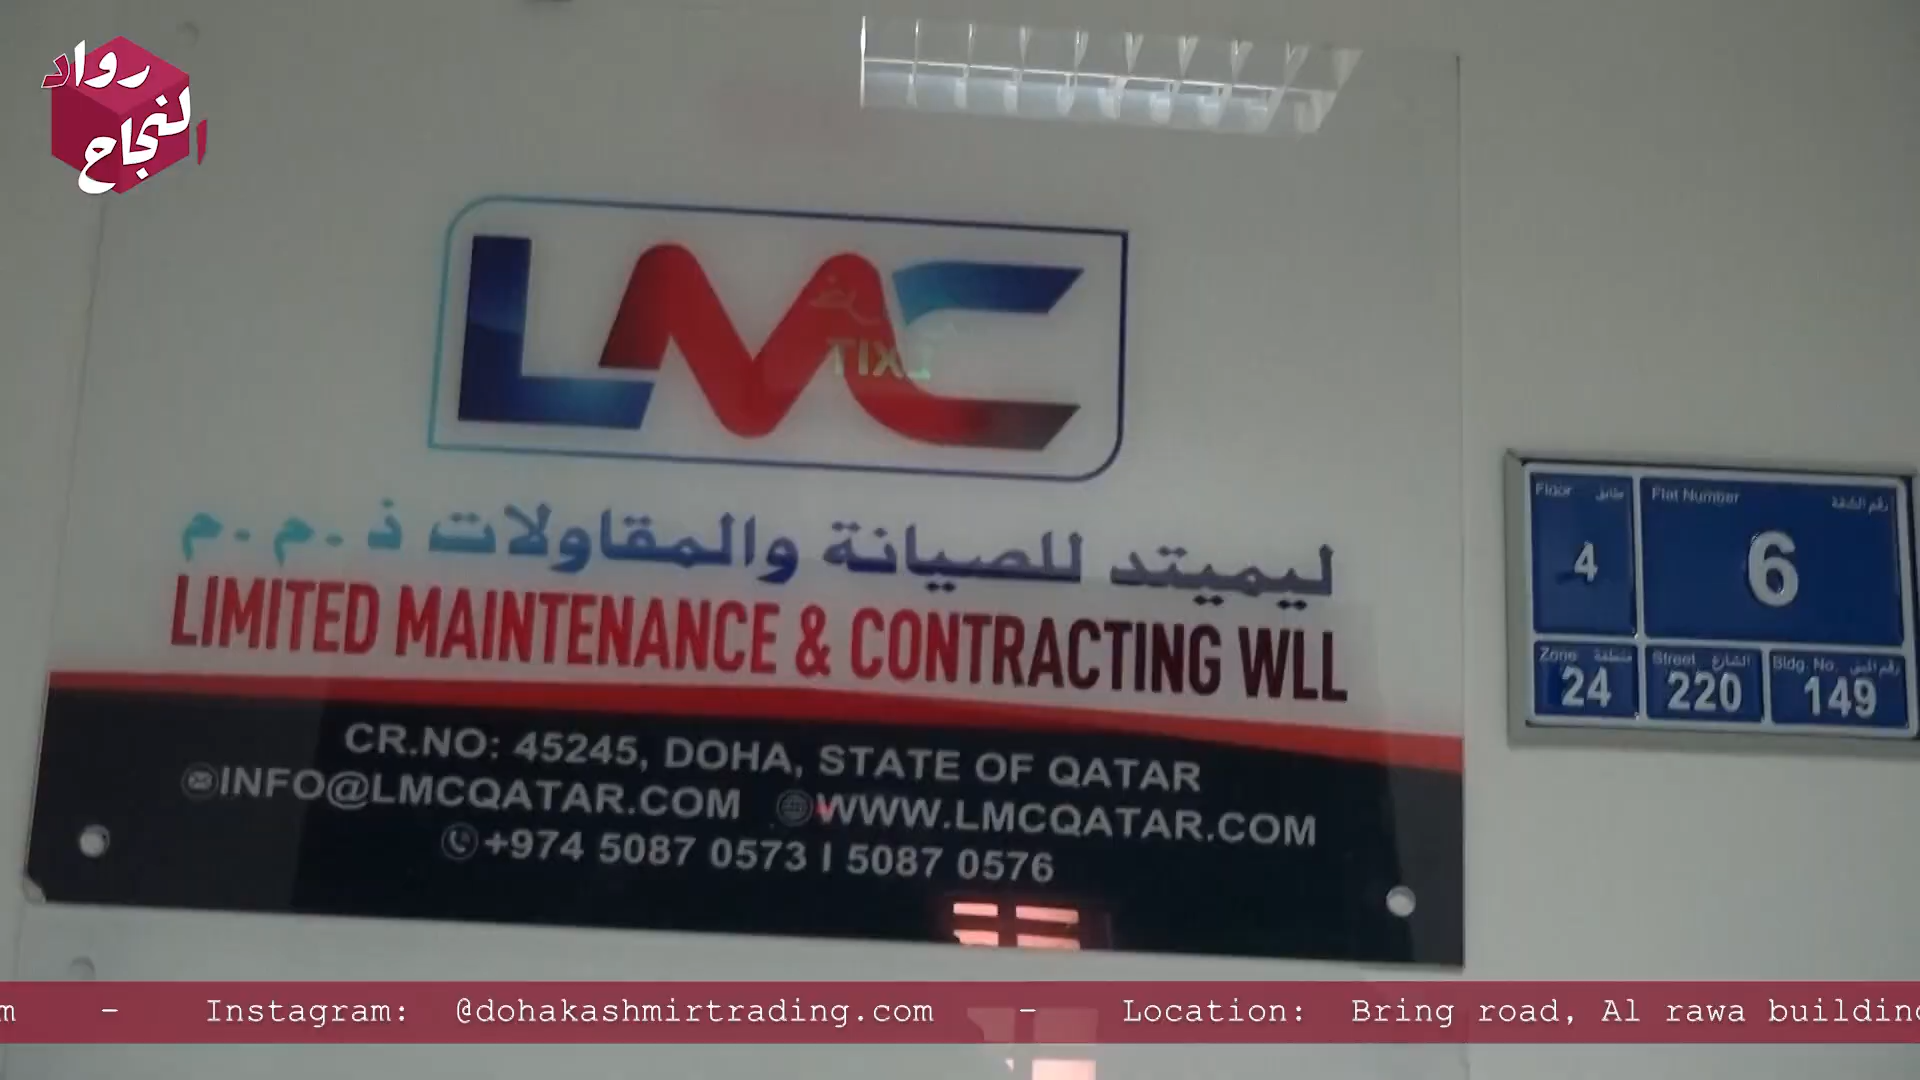 رواد
النجاح
LMC
ليميتد للصيانة والمقاولات ذ.م.م
LIMITED MAINTENANCE & CONTRACTING WLL
CR.NO: 45245, DOHA, STATE OF QATAR
INFO@LMCQATAR.COM WWW.LMCQATAR.COM
+974 5087 0573 I 5087 0576
Floor طابق
4
Flat Number رقم الشقة
6
Zone منطقة
24
Street الشارع
220
Bldg. No. رقم المبنى
149
m - Instagram: @dohakashmirtrading.com - Location: Bring road, Al rawa building